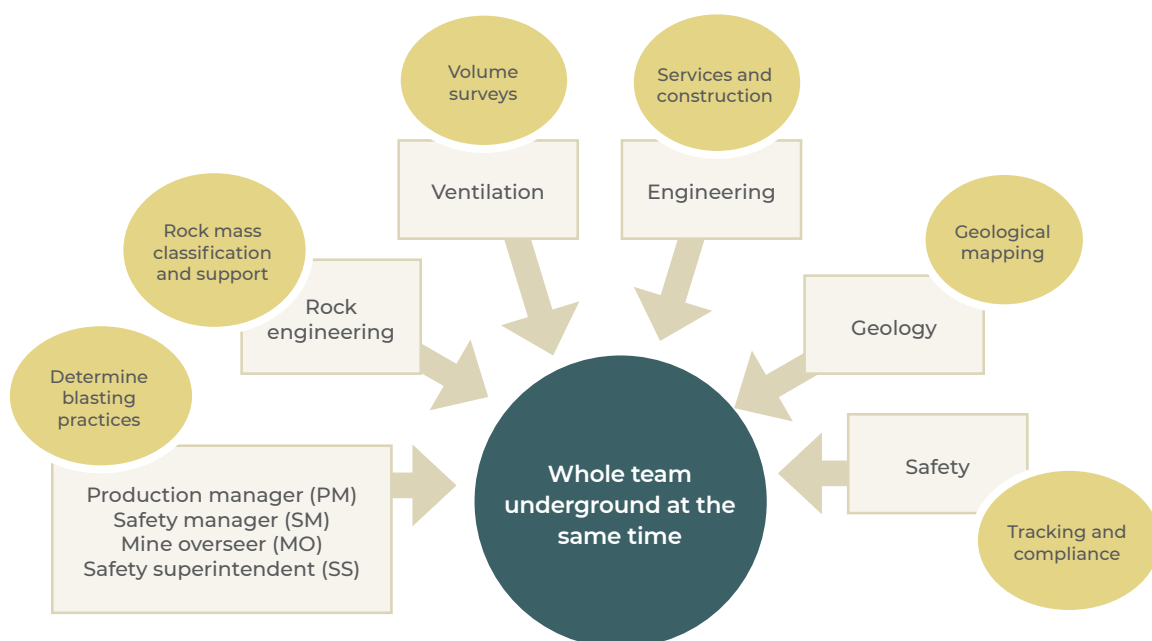 Volume
surveys
Services and
construction
Ventilation
Engineering
Rock mass
classification
and support
Geological
mapping
Rock
engineering
Geology
Determine
blasting
practices
Production manager (PM)
Safety manager (SM)
Mine overseer (MO)
Safety superintendent (SS)
Whole team
underground at the
same time
Safety
Tracking and
compliance